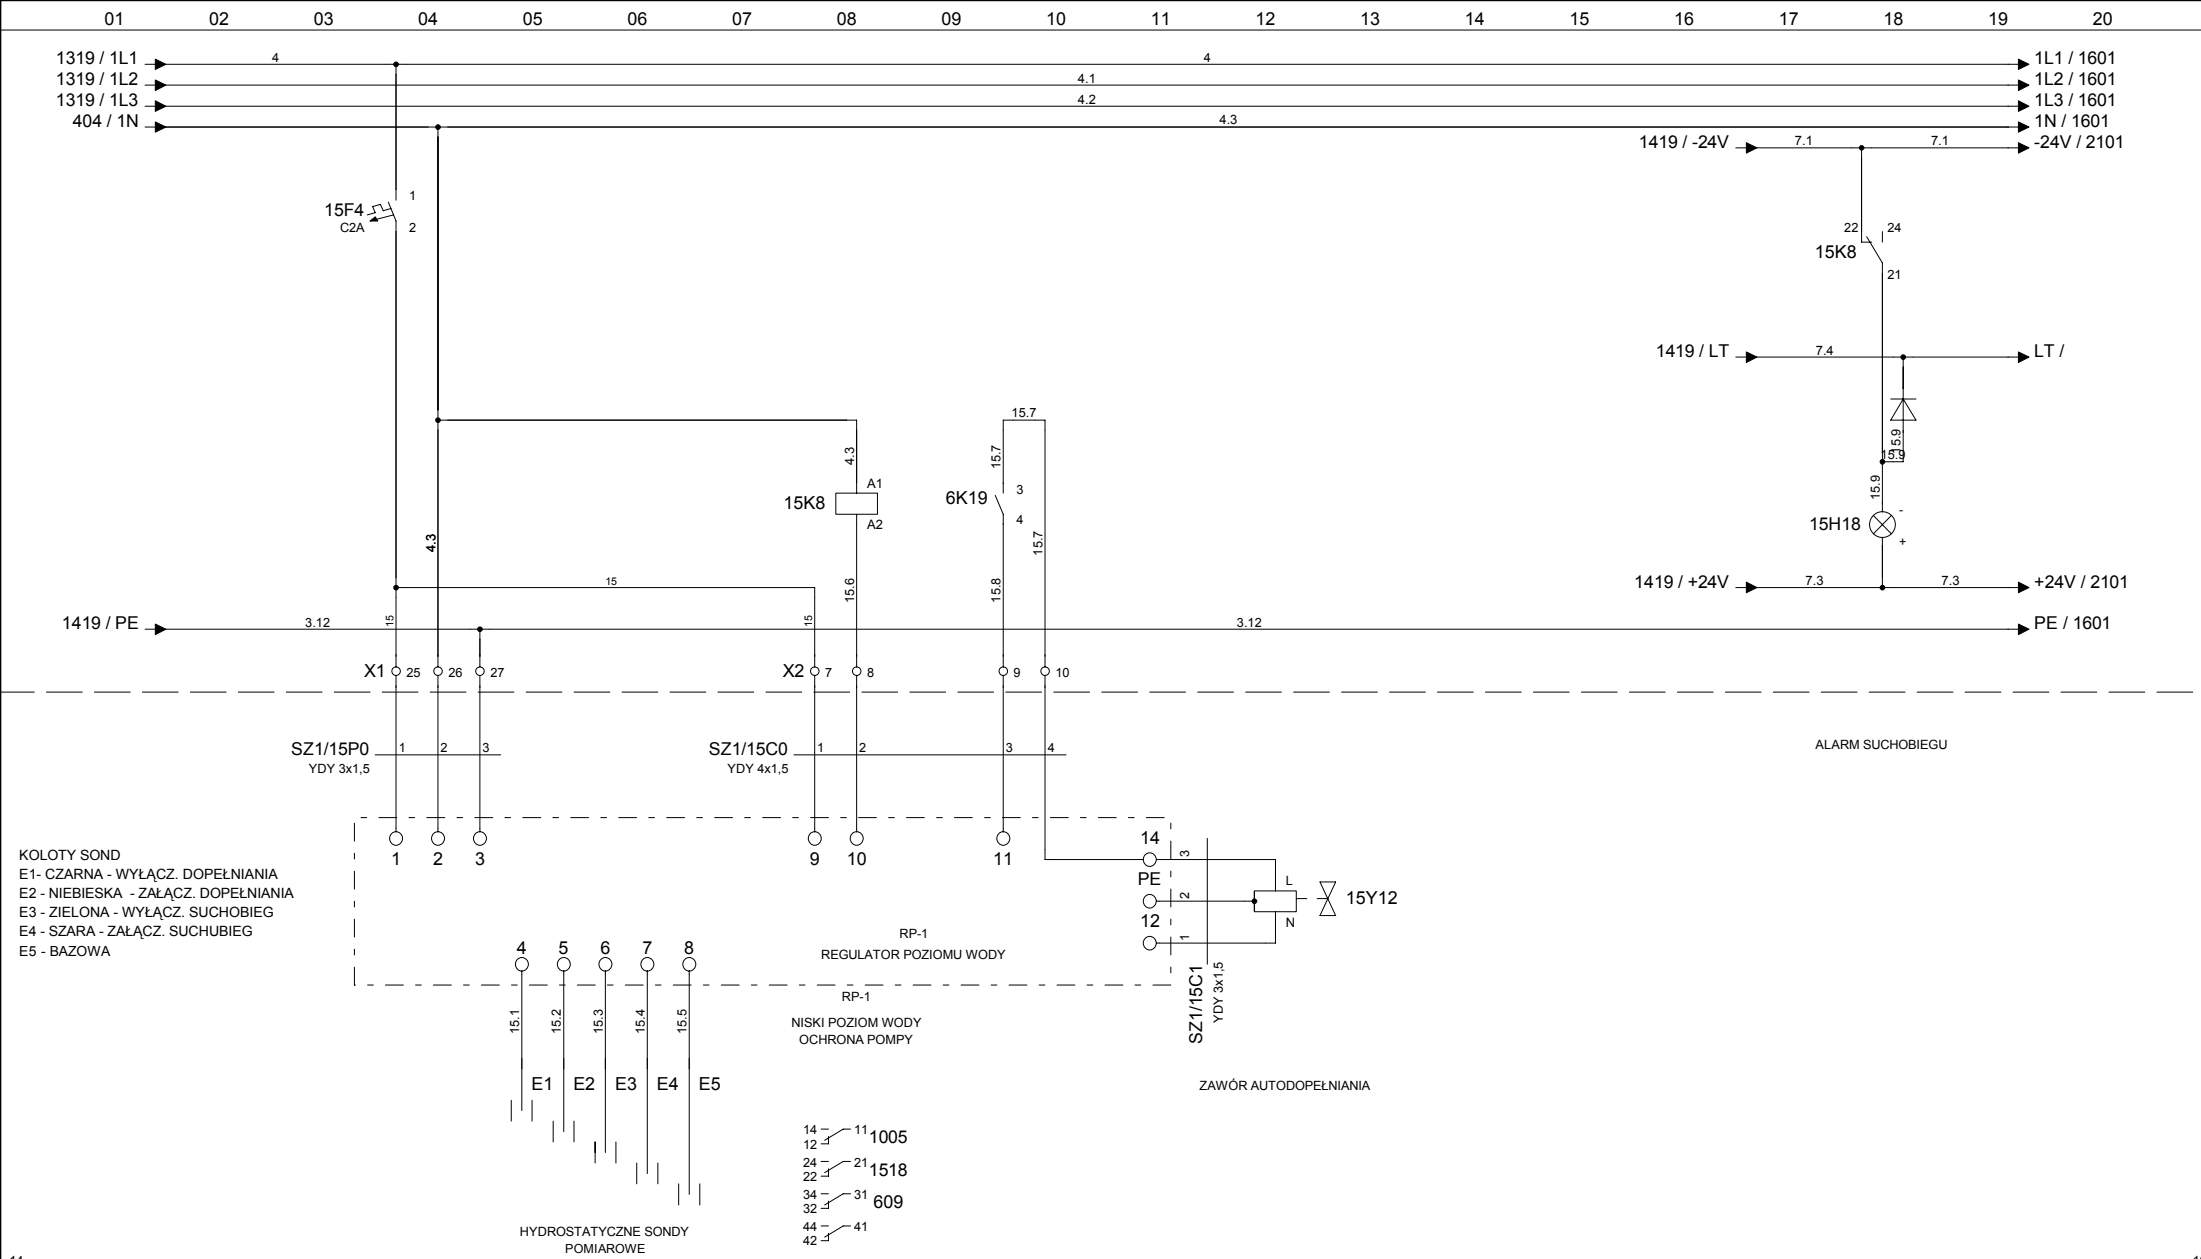 01 02 03 04 05 06 07 08 09 10 11 12 13 14 15 16 17 18 19 20
1319 / 1L1 4 4 1L1 / 1601
1319 / 1L2 4.1 1L2 / 1601
1319 / 1L3 4.2 1L3 / 1601
404 / 1N 4.3 1N / 1601
1419 / -24V 7.1 7.1 -24V / 2101
15F4 1
C2A 2
22 24
15K8
21
1419 / LT 7.4 LT /
15.7
4.3 15.7 15.9
15.9
15K8 A1
A2
6K19 3
4
15.9
15H18 -
+
4.3 15.7
15 15.6 15.8
1419 / +24V 7.3 7.3 +24V / 2101
1419 / PE 3.12 15 15 3.12 PE / 1601
X1 25 26 27 X2 7 8 9 10
SZ1/15P0 1 2 3
YDY 3x1,5
SZ1/15C0 1 2 3 4
YDY 4x1,5
ALARM SUCHOBIEGU
1 2 3 9 10 11
14 3
PE 2
12 1
L
N
15Y12
SZ1/15C1
YDY 3x1,5
KOLOTY SOND
E1- CZARNA - WYŁĄCZ. DOPEŁNIANIA
E2 - NIEBIESKA - ZAŁĄCZ. DOPEŁNIANIA
E3 - ZIELONA - WYŁĄCZ. SUCHOBIEG
E4 - SZARA - ZAŁĄCZ. SUCHUBIEG
E5 - BAZOWA
RP-1
REGULATOR POZIOMU WODY
4 5 6 7 8
RP-1
NISKI POZIOM WODY
OCHRONA POMPY
15.1 15.2 15.3 15.4 15.5
E1 E2 E3 E4 E5
ZAWÓR AUTODOPEŁNIANIA
14 11 1005
12
24 21 1518
22
34 31 609
32
44 41
42
HYDROSTATYCZNE SONDY
POMIAROWE